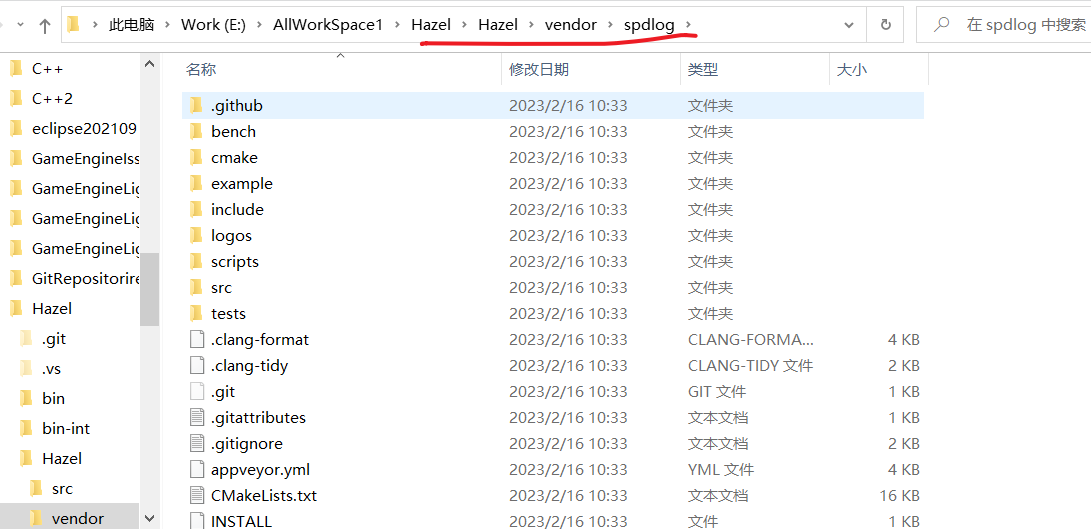 此电脑 > Work (E:) > AllWorkSpace1 > Hazel > Hazel > vendor > spdlog >
在 spdlog 中搜索
C++
C++2
eclipse202109
GameEngineIss
GameEngineLig
GameEngineLig
GameEngineLig
GitRepositorire
Hazel
.git
.vs
bin
bin-int
Hazel
src
vendor
名称 修改日期 类型 大小
.github 2023/2/16 10:33 文件夹
bench 2023/2/16 10:33 文件夹
cmake 2023/2/16 10:33 文件夹
example 2023/2/16 10:33 文件夹
include 2023/2/16 10:33 文件夹
logos 2023/2/16 10:33 文件夹
scripts 2023/2/16 10:33 文件夹
src 2023/2/16 10:33 文件夹
tests 2023/2/16 10:33 文件夹
.clang-format 2023/2/16 10:33 CLANG-FORMA... 4 KB
.clang-tidy 2023/2/16 10:33 CLANG-TIDY 文件 2 KB
.git 2023/2/16 10:33 GIT 文件 1 KB
.gitattributes 2023/2/16 10:33 文本文档 1 KB
.gitignore 2023/2/16 10:33 文本文档 2 KB
appveyor.yml 2023/2/16 10:33 YML 文件 4 KB
CMakeLists.txt 2023/2/16 10:33 文本文档 16 KB
INSTALL 2023/2/16 10:33 文件 1 KB